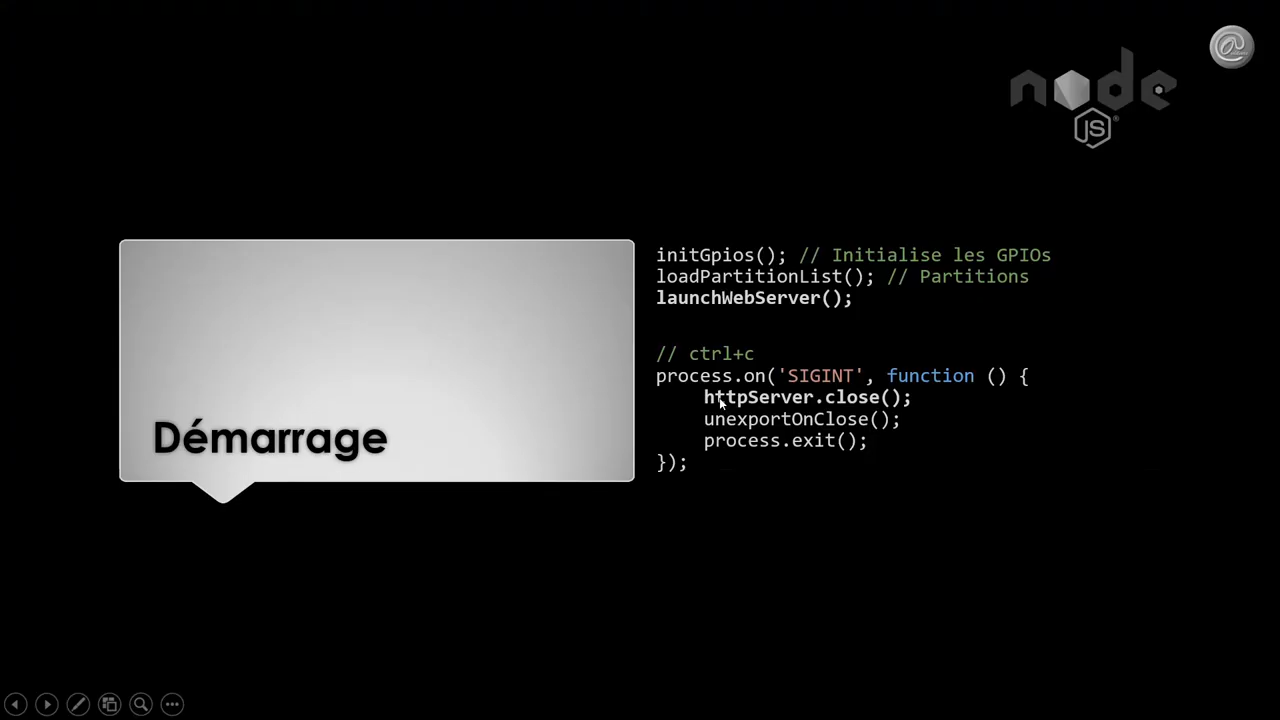 node
JS
Démarrage
initGpios(); // Initialise les GPIOs
loadPartitionList(); // Partitions
launchWebServer();
// ctrl+c
process.on('SIGINT', function () {
httpServer.close();
unexportOnClose();
process.exit();
});